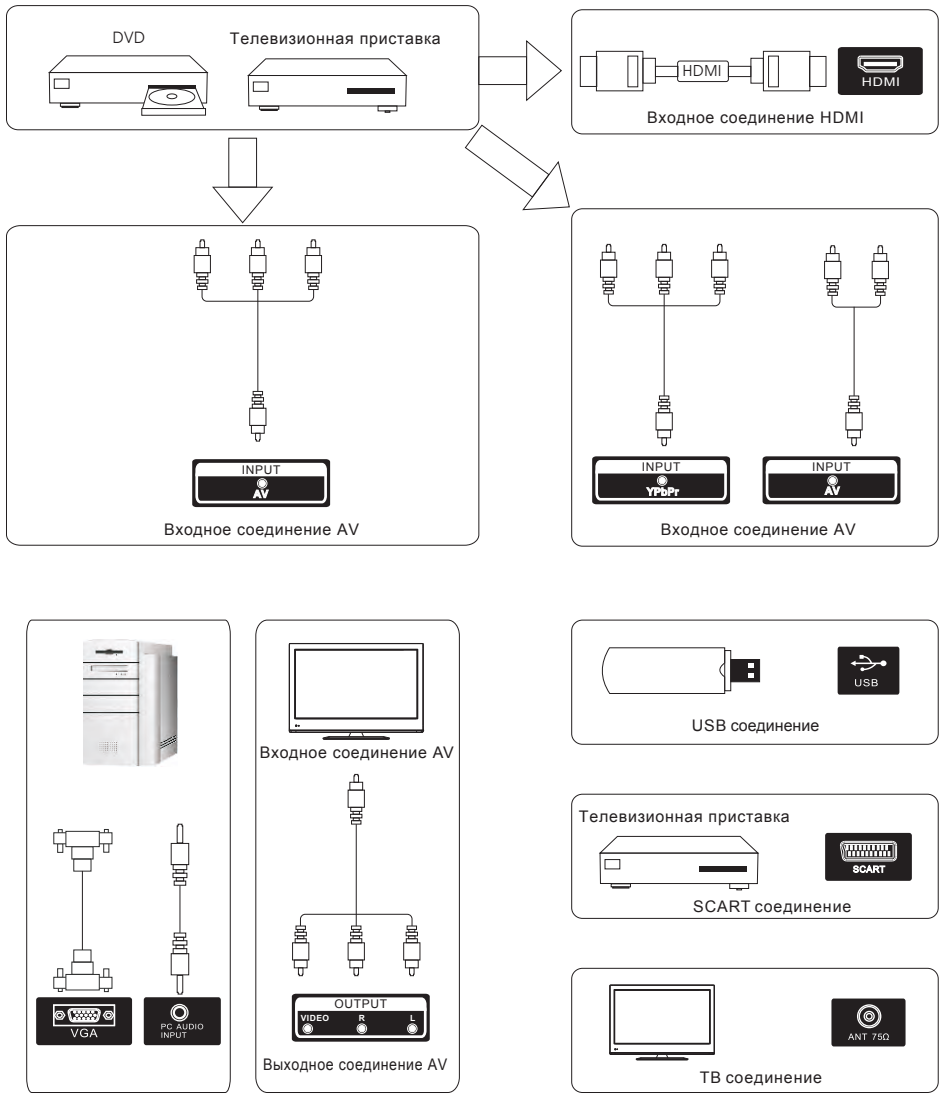 DVD
Телевизионная приставка
HDMI
HDMI
Входное соединение HDMI
INPUT
AV
Входное соединение AV
INPUT
YPbPr
INPUT
AV
Входное соединение AV
VGA
PC AUDIO
INPUT
Входное соединение AV
OUTPUT
VIDEO R L
Выходное соединение AV
USB
USB соединение
Телевизионная приставка
SCART
SCART соединение
ANT 75Ω
ТВ соединение